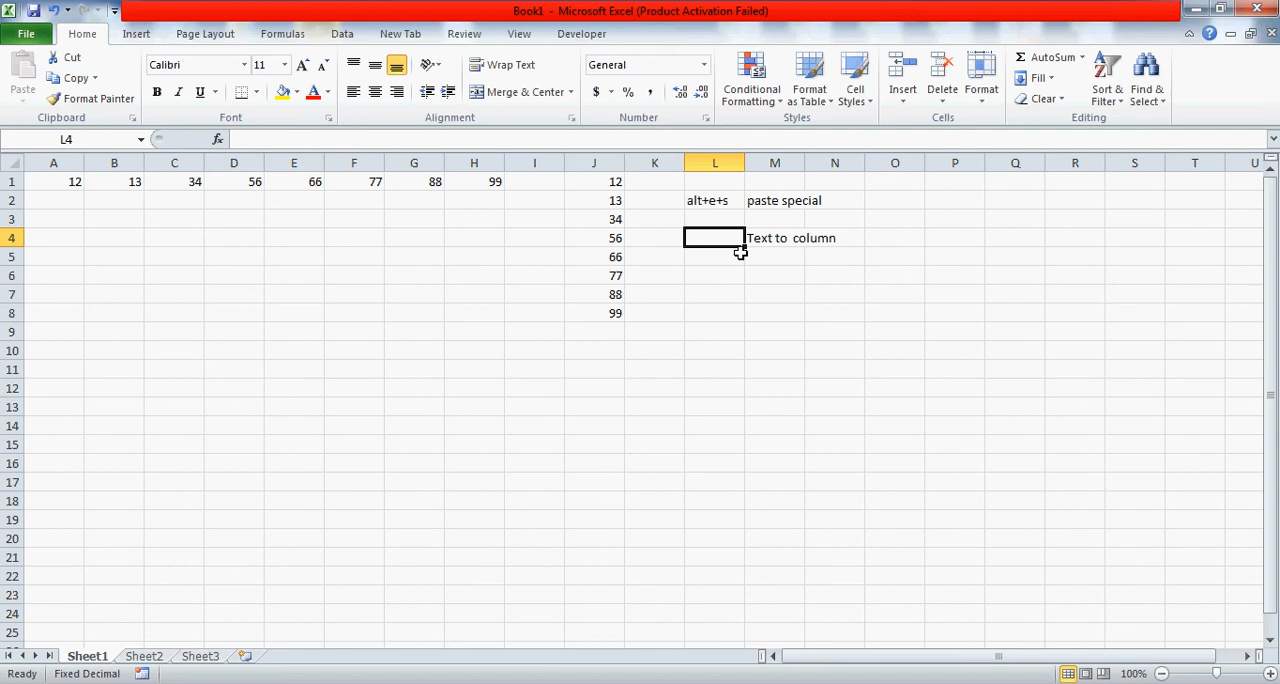 Book1 - Microsoft Excel (Product Activation Failed)
File Home Insert Page Layout Formulas Data New Tab Review View Developer
Paste
Cut
Copy
Format Painter
Clipboard
Calibri 11
B I U
Font
Wrap Text
Merge & Center
Alignment
General
$ % ,
Number
Conditional Formatting
Format as Table
Cell Styles
Styles
Insert Delete Format
Cells
Σ AutoSum
Fill
Clear
Sort & Filter
Find & Select
Editing
L4 fx
A B C D E F G H I J K L M N O P Q R S T U
1 12 13 34 56 66 77 88 99 12
2 13 alt+e+s paste special
3 34
4 56 Text to column
5 66
6 77
7 88
8 99
9
10
11
12
13
14
15
16
17
18
19
20
21
22
23
24
25
Sheet1 Sheet2 Sheet3
Ready Fixed Decimal 100%